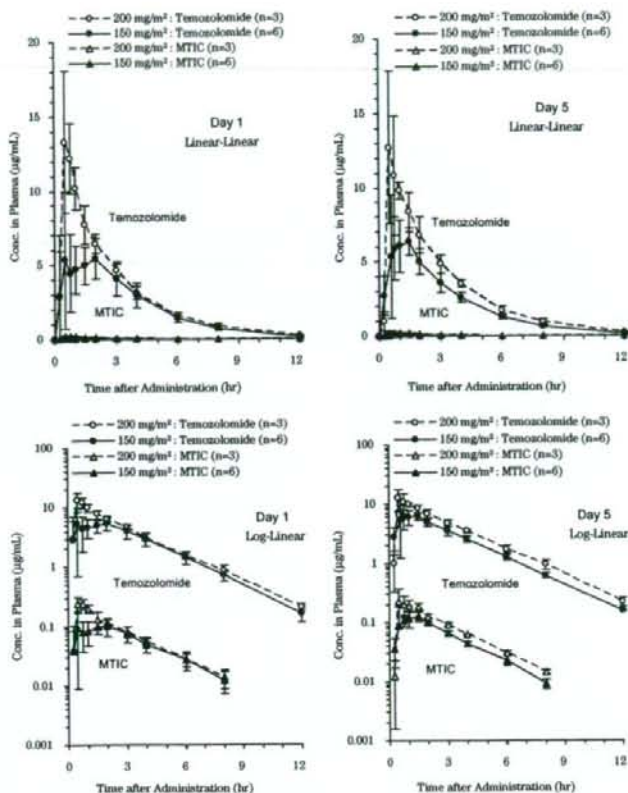 200 mg/m² : Temozolomide (n=3)
150 mg/m² : Temozolomide (n=6)
200 mg/m² : MTIC (n=3)
150 mg/m² : MTIC (n=6)
20
15
10
5
0
Conc. in Plasma (µg/mL)
Day 1
Linear-Linear
Temozolomide
MTIC
0 3 6 9 12
Time after Administration (hr)
200 mg/m² : Temozolomide (n=3)
150 mg/m² : Temozolomide (n=6)
200 mg/m² : MTIC (n=3)
150 mg/m² : MTIC (n=6)
20
15
10
5
0
Conc. in Plasma (µg/mL)
Day 5
Linear-Linear
Temozolomide
MTIC
0 3 6 9 12
Time after Administration (hr)
200 mg/m² : Temozolomide (n=3)
150 mg/m² : Temozolomide (n=6)
200 mg/m² : MTIC (n=3)
150 mg/m² : MTIC (n=6)
100
10
1
0.1
0.01
0.001
Conc. in Plasma (µg/mL)
Day 1
Log-Linear
Temozolomide
MTIC
0 2 4 6 8 10 12
Time after Administration (hr)
200 mg/m² : Temozolomide (n=3)
150 mg/m² : Temozolomide (n=6)
200 mg/m² : MTIC (n=3)
150 mg/m² : MTIC (n=6)
100
10
1
0.1
0.01
0.001
Conc. in Plasma (µg/mL)
Day 5
Log-Linear
Temozolomide
MTIC
0 2 4 6 8 10 12
Time after Administration (hr)